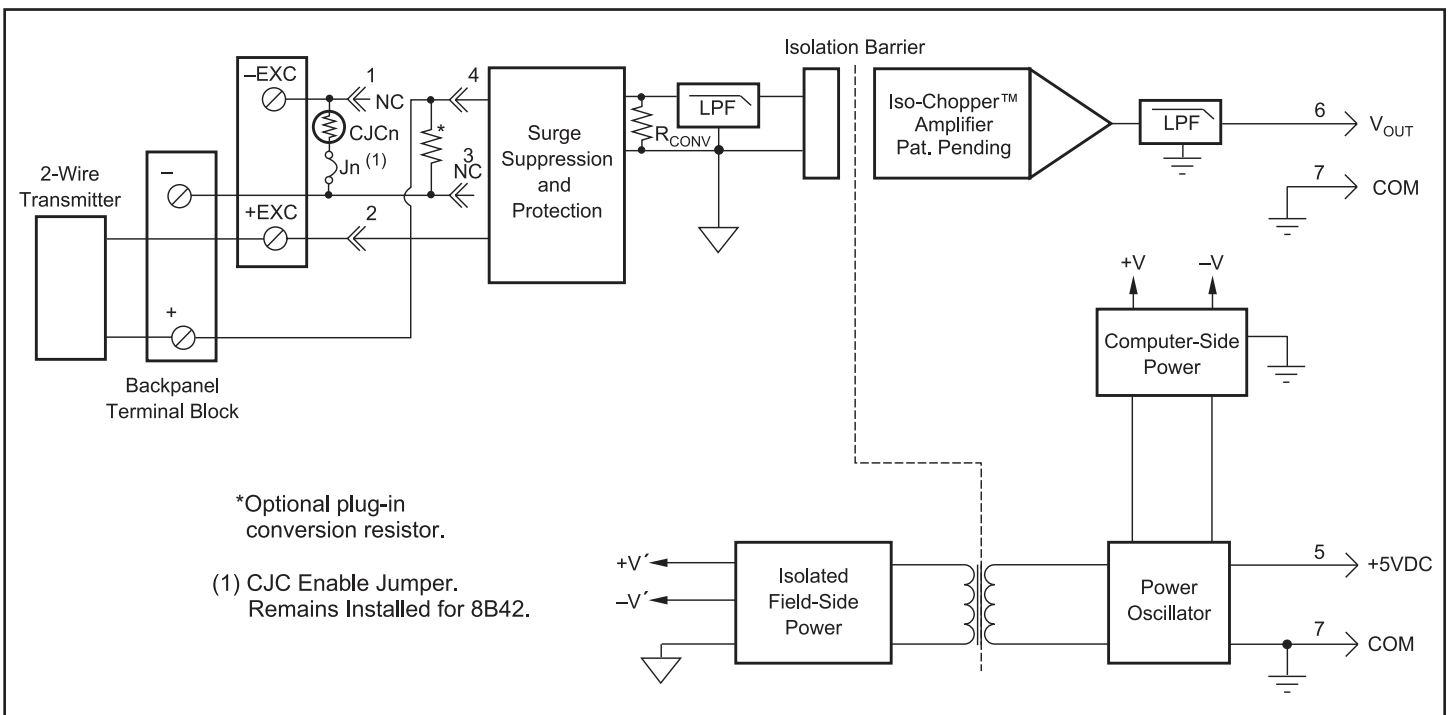 Isolation Barrier
–EXC
1
NC
4
CJCn
*
Jn (1)
3
NC
2-Wire
Transmitter
–
+EXC
2
+
Backpanel
Terminal Block
Surge
Suppression
and
Protection
RCONV
LPF
Iso-Chopper™
Amplifier
Pat. Pending
LPF
6
VOUT
7
COM
+V
–V
Computer-Side
Power
*Optional plug-in
conversion resistor.
(1) CJC Enable Jumper.
Remains Installed for 8B42.
+V´
–V´
Isolated
Field-Side
Power
Power
Oscillator
5
+5VDC
7
COM